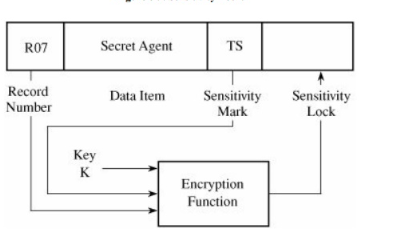 R07 Secret Agent TS
Record
Number
Data Item
Sensitivity
Mark
Sensitivity
Lock
Key
K
Encryption
Function